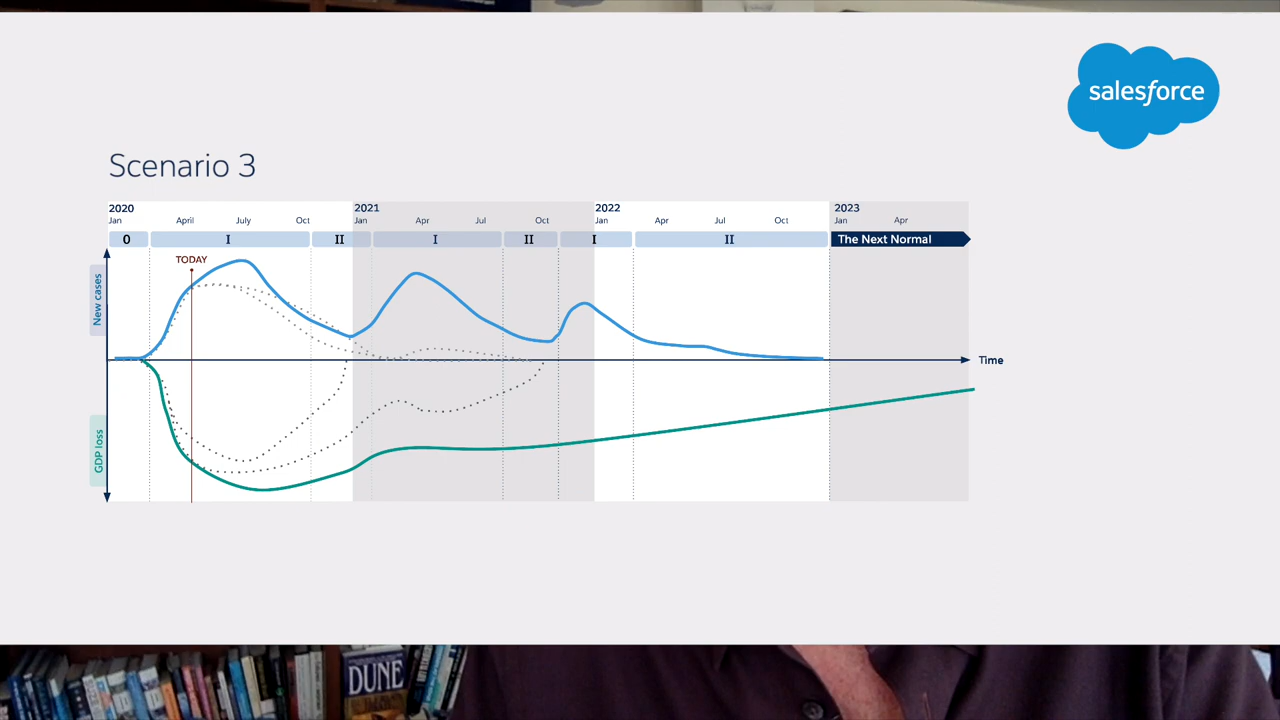 salesforce
Scenario 3
2020 2021 2022 2023
Jan April July Oct Jan Apr Jul Oct Jan Apr Jul Oct Jan Apr
0 I II I II I II The Next Normal
TODAY
New cases
Time
GDP loss
DUNE